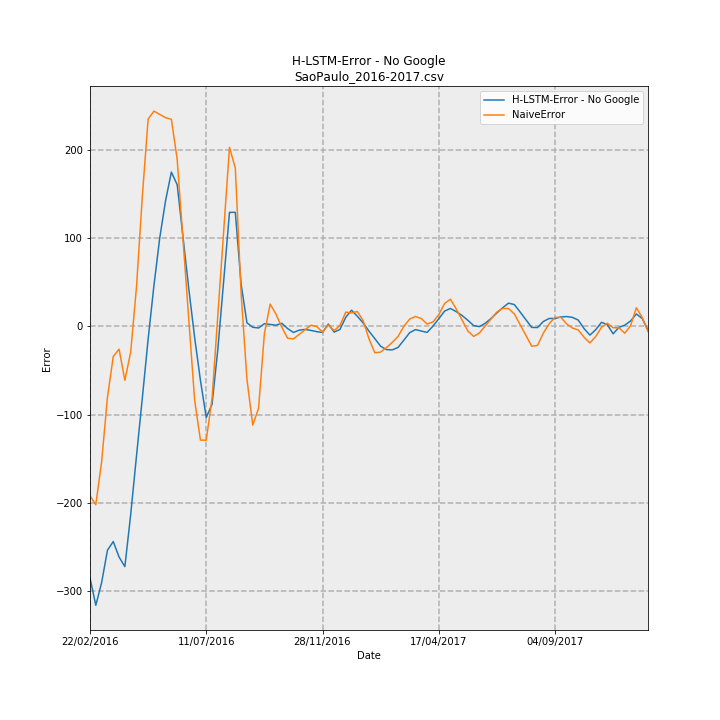 H-LSTM-Error - No Google
SaoPaulo_2016-2017.csv
H-LSTM-Error - No Google
NaiveError
Error
200
100
0
−100
−200
−300
22/02/2016
11/07/2016
28/11/2016
17/04/2017
04/09/2017
Date